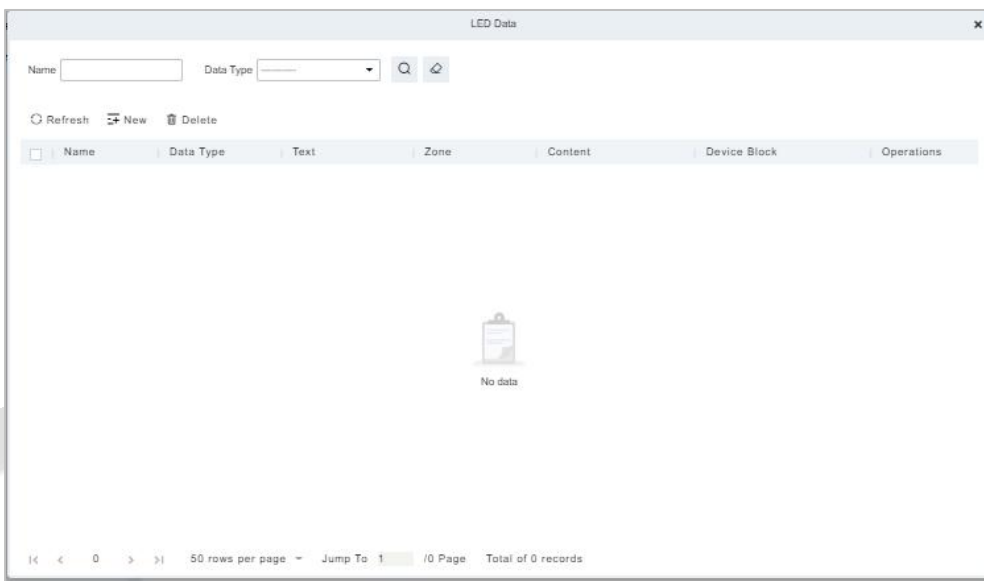 LED Data
Name Data Type
Refresh New Delete
Name Data Type Text Zone Content Device Block Operations
No data
0 50 rows per page Jump To 1 /0 Page Total of 0 records